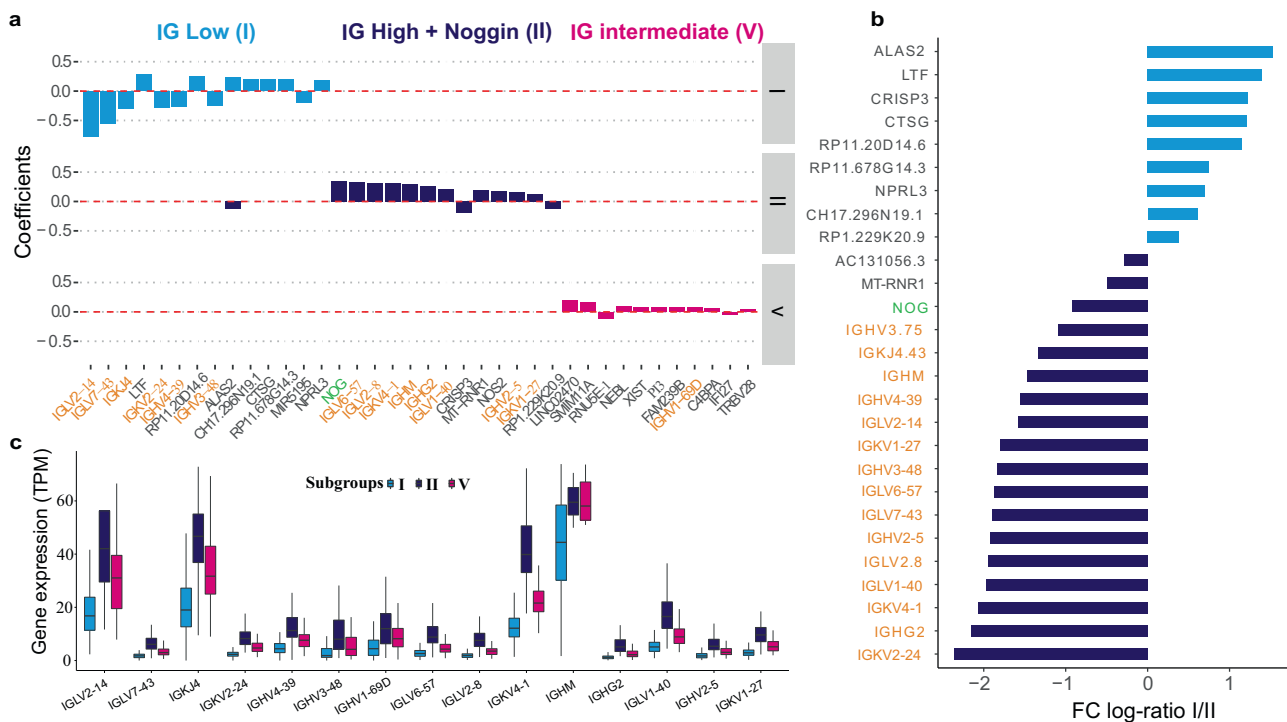 a
IG Low (I) IG High + Noggin (II) IG intermediate (V)
Coefficients
0.5
0.0
−0.5
I
0.5
0.0
−0.5
II
0.5
0.0
−0.5
V
IGLV2−14
IGLV7−43
IGKJ4
LTF
IGKV2−24
IGHV4−39
RP11.20D14.6
IGHV3−48
ALAS2
CH17.296N19.1
CTSG
RP11.678G14.3
MIR5195
NPRL3
NOG
IGLV6−57
IGLV2−8
IGKV4−1
IGHM
IGHG2
IGLV1−40
CRISP3
MT−RNR1
NOS2
IGHV2−5
IGKV1−27
RP1.229K20.9
LINC02470
SMIM11A
RNU5E−1
NEBL
XIST
FAM239B
IGHV1−69D
C4BPA
IFI27
TRBV28
b
ALAS2
LTF
CRISP3
CTSG
RP11.20D14.6
RP11.678G14.3
NPRL3
CH17.296N19.1
RP1.229K20.9
AC131056.3
MT-RNR1
NOG
IGHV3.75
IGKJ4.43
IGHM
IGHV4-39
IGLV2-14
IGKV1-27
IGHV3-48
IGLV6-57
IGLV7-43
IGHV2-5
IGLV2.8
IGLV1-40
IGKV4-1
IGHG2
IGKV2-24
−2 −1 0 1
FC log-ratio I/II
c
Gene expression (TPM)
Subgroups I II V
60
40
20
0
IGLV2-14
IGLV7-43
IGKJ4
IGKV2-24
IGHV4-39
IGHV3-48
IGHV1-69D
IGLV6-57
IGLV2-8
IGKV4-1
IGHM
IGHG2
IGLV1-40
IGHV2-5
IGKV1-27